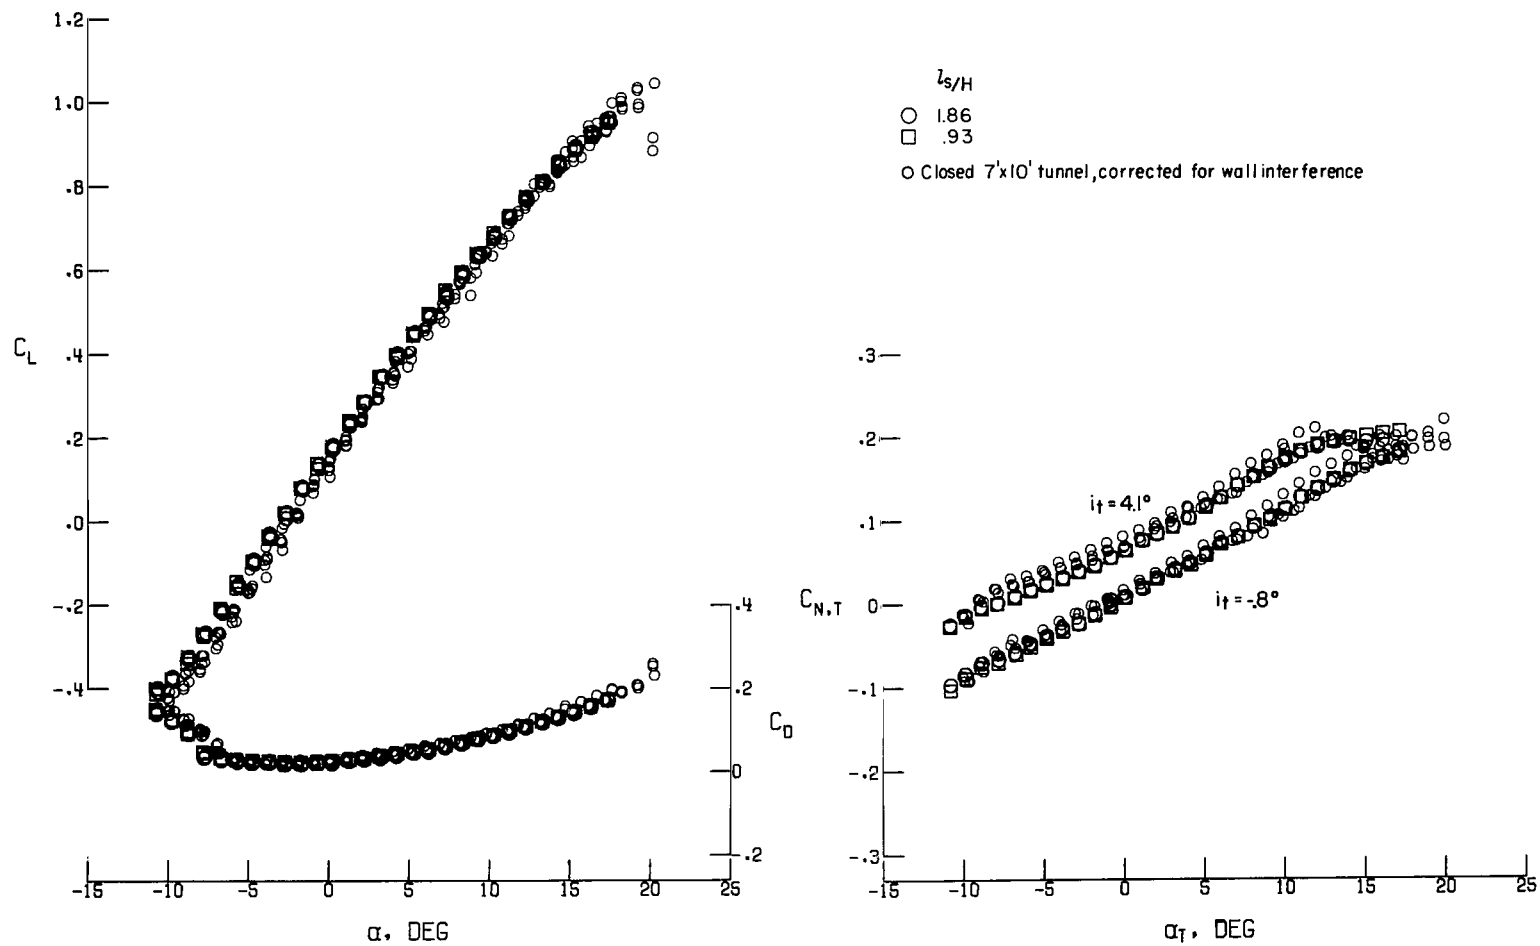 1.2
1.0
.8
.6
.4
.2
.0
-.2
-.4
C_L
.4
.2
0
-.2
C_D
-15 -10 -5 0 5 10 15 20 25
α, DEG
l_S/H
○ 1.86
□ .93
○ Closed 7'x10' tunnel, corrected for wall interference
.3
.2
.1
0
-.1
-.2
-.3
C_N,T
i_t = 4.1°
i_t = -.8°
-15 -10 -5 0 5 10 15 20 25
α_T, DEG